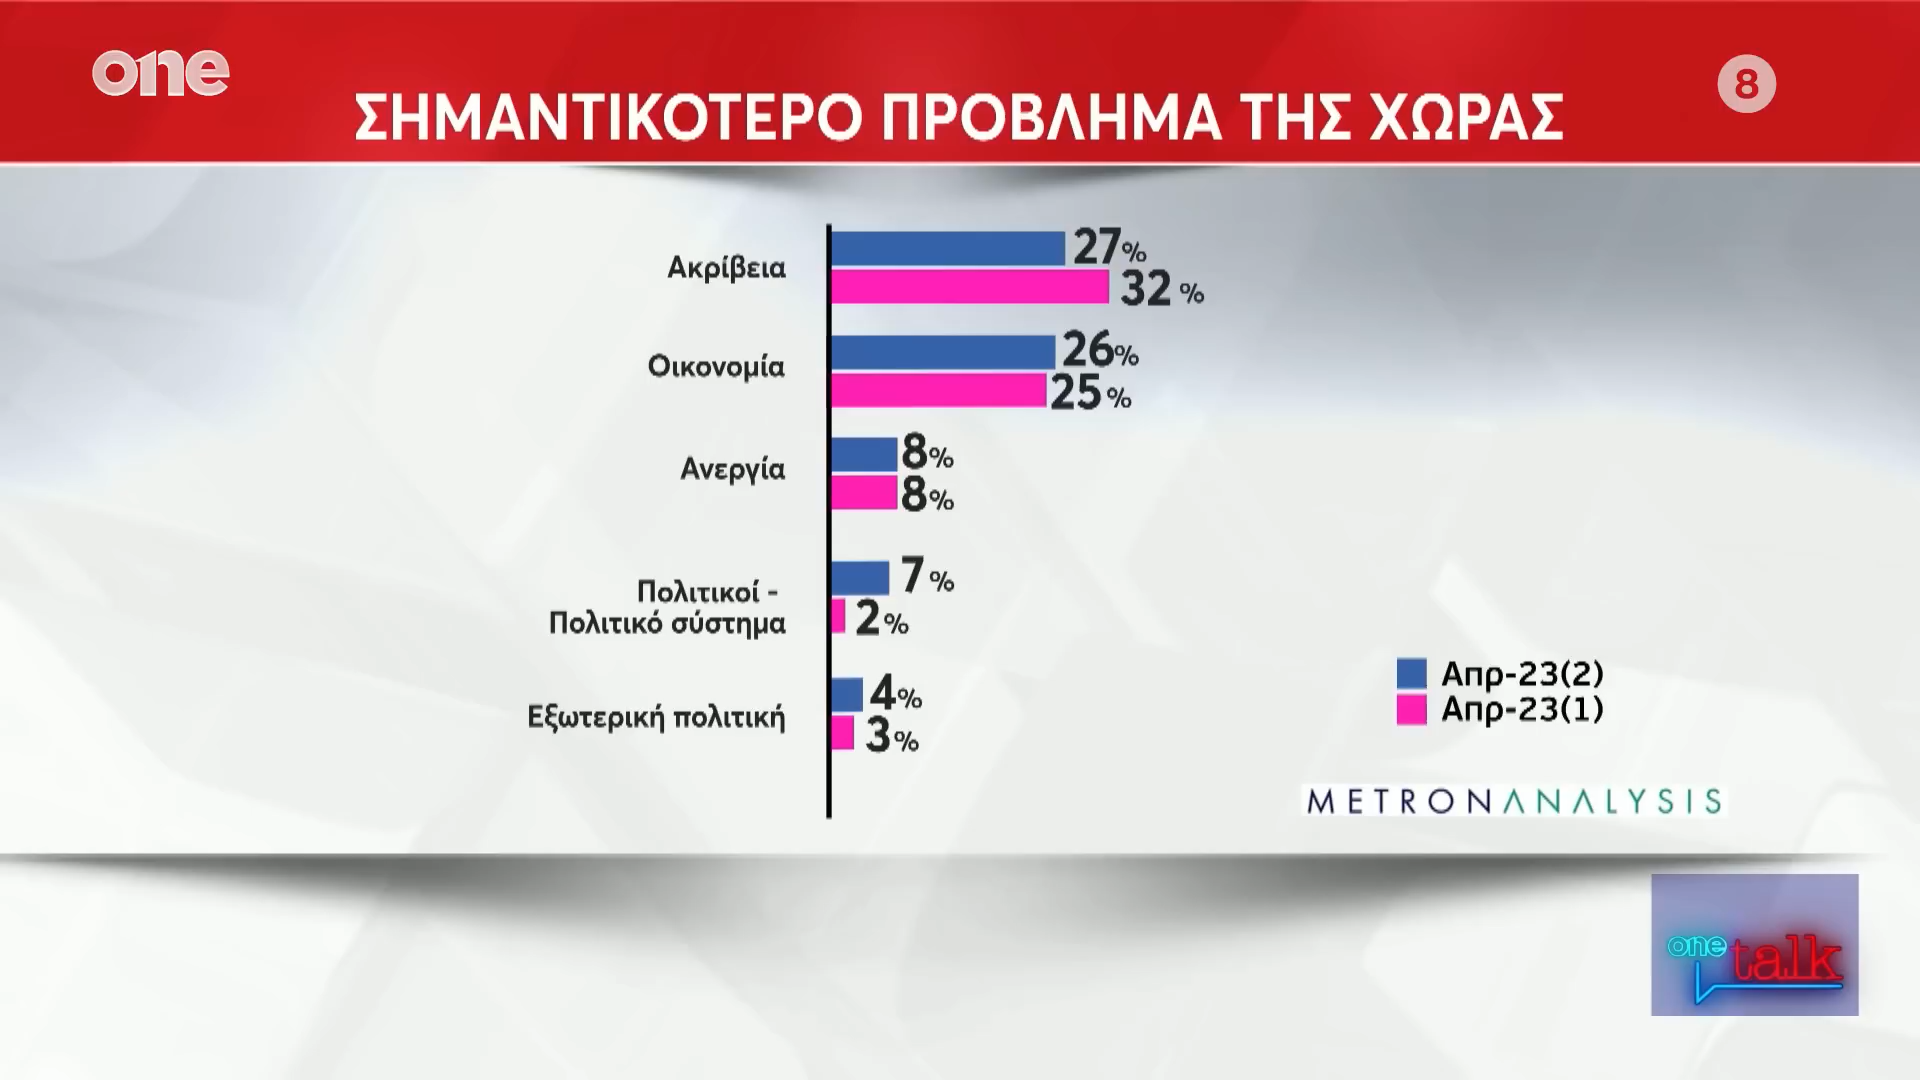 one
8
ΣΗΜΑΝΤΙΚΟΤΕΡΟ ΠΡΟΒΛΗΜΑ ΤΗΣ ΧΩΡΑΣ
Ακρίβεια
27%
32 %
Οικονομία
26%
25 %
Ανεργία
8%
8%
Πολιτικοί -
Πολιτικό σύστημα
7 %
2%
Εξωτερική πολιτική
4%
3%
Απρ-23(2)
Απρ-23(1)
METRONANALYSIS
one talk